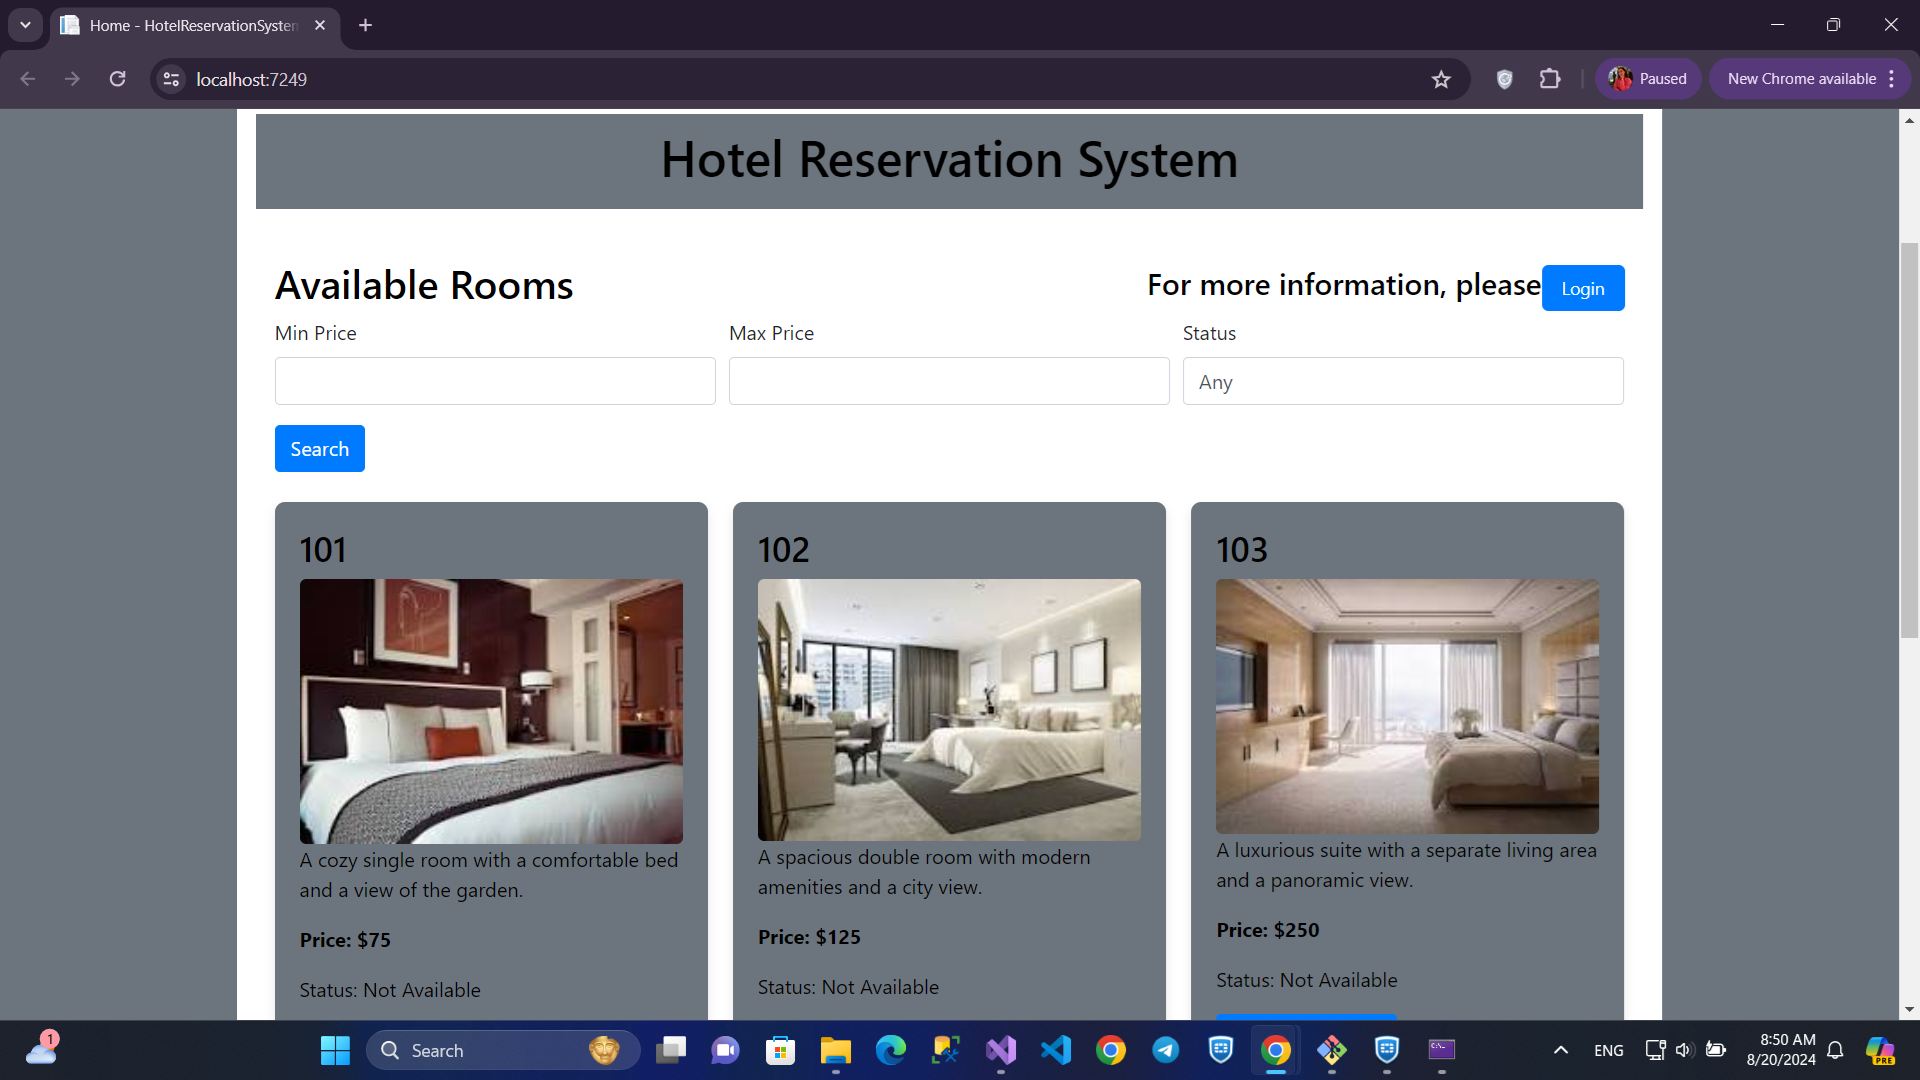 Home - HotelReservationSystem
localhost:7249
Paused
New Chrome available
Hotel Reservation System
Available Rooms
For more information, please
Login
Min Price
Max Price
Status
Any
Search
101
102
103
A cozy single room with a comfortable bed
and a view of the garden.
Price: $75
Status: Not Available
A spacious double room with modern
amenities and a city view.
Price: $125
Status: Not Available
A luxurious suite with a separate living area
and a panoramic view.
Price: $250
Status: Not Available
1
Search
C:\_
ENG
8:50 AM
8/20/2024
PRE